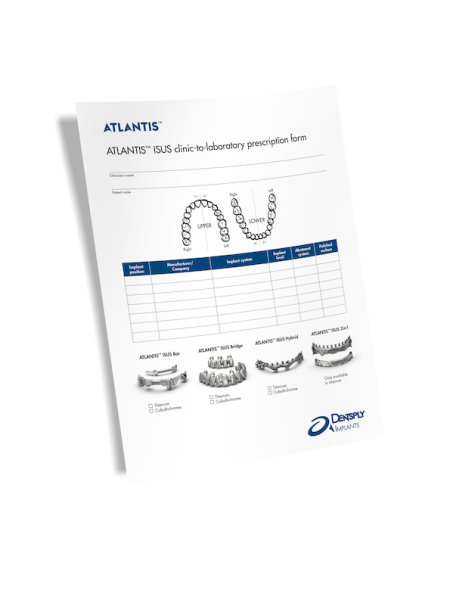 ATLANTIS™
ATLANTIS™ ISUS clinic-to-laboratory prescription form
Clinician's name
Patient name
Right
Left
UPPER
LOWER
Right
Left
Implant position
Manufacturer/ Company
Implant system
Implant level
Abutment system
Polished surface
ATLANTIS™ ISUS Bar
ATLANTIS™ ISUS Bridge
ATLANTIS™ ISUS Hybrid
ATLANTIS™ ISUS 2in1
Titanium
Cobalt-chrome
Titanium
Cobalt-chrome
Titanium
Cobalt-chrome
Only available in titanium
DENTSPLY
IMPLANTS